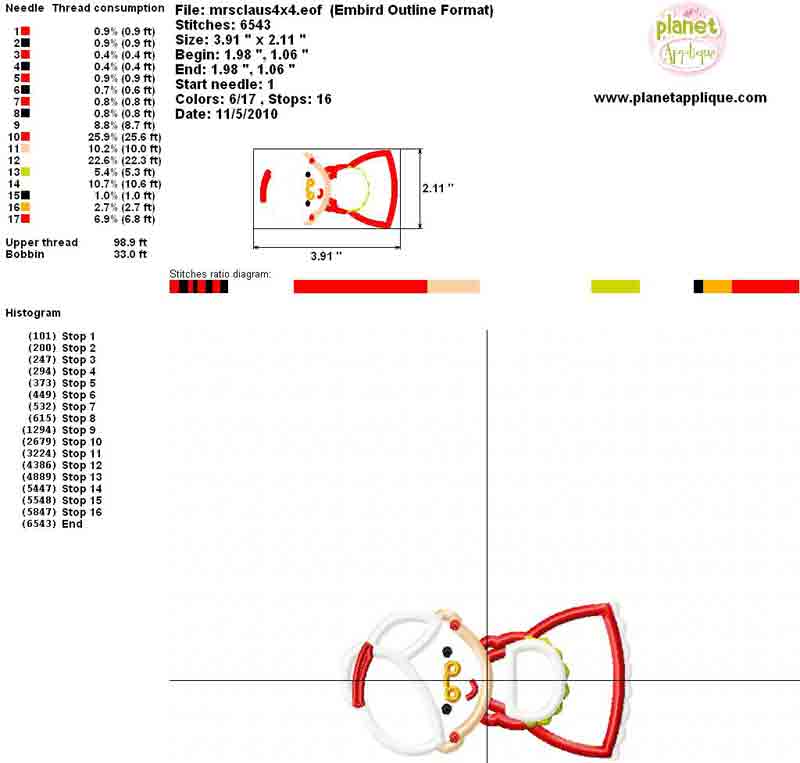 Needle Thread consumption
1 0.9% (0.9 ft)
2 0.9% (0.9 ft)
3 0.4% (0.4 ft)
4 0.4% (0.4 ft)
5 0.9% (0.9 ft)
6 0.7% (0.6 ft)
7 0.8% (0.8 ft)
8 0.8% (0.8 ft)
9 8.8% (8.7 ft)
10 25.9% (25.6 ft)
11 10.2% (10.0 ft)
12 22.6% (22.3 ft)
13 5.4% (5.3 ft)
14 10.7% (10.6 ft)
15 1.0% (1.0 ft)
16 2.7% (2.7 ft)
17 6.9% (6.8 ft)
Upper thread 98.9 ft
Bobbin 33.0 ft
File: mrsclaus4x4.eof (Embird Outline Format)
Stitches: 6543
Size: 3.91 " x 2.11 "
Begin: 1.98 ", 1.06 "
End: 1.98 ", 1.06 "
Start needle: 1
Colors: 6/17 , Stops: 16
Date: 11/5/2010
planet
Applique
www.planetapplique.com
2.11 "
3.91 "
Stitches ratio diagram:
Histogram
(101) Stop 1
(200) Stop 2
(247) Stop 3
(294) Stop 4
(373) Stop 5
(449) Stop 6
(532) Stop 7
(615) Stop 8
(1294) Stop 9
(2679) Stop 10
(3224) Stop 11
(4386) Stop 12
(4889) Stop 13
(5447) Stop 14
(5548) Stop 15
(5847) Stop 16
(6543) End